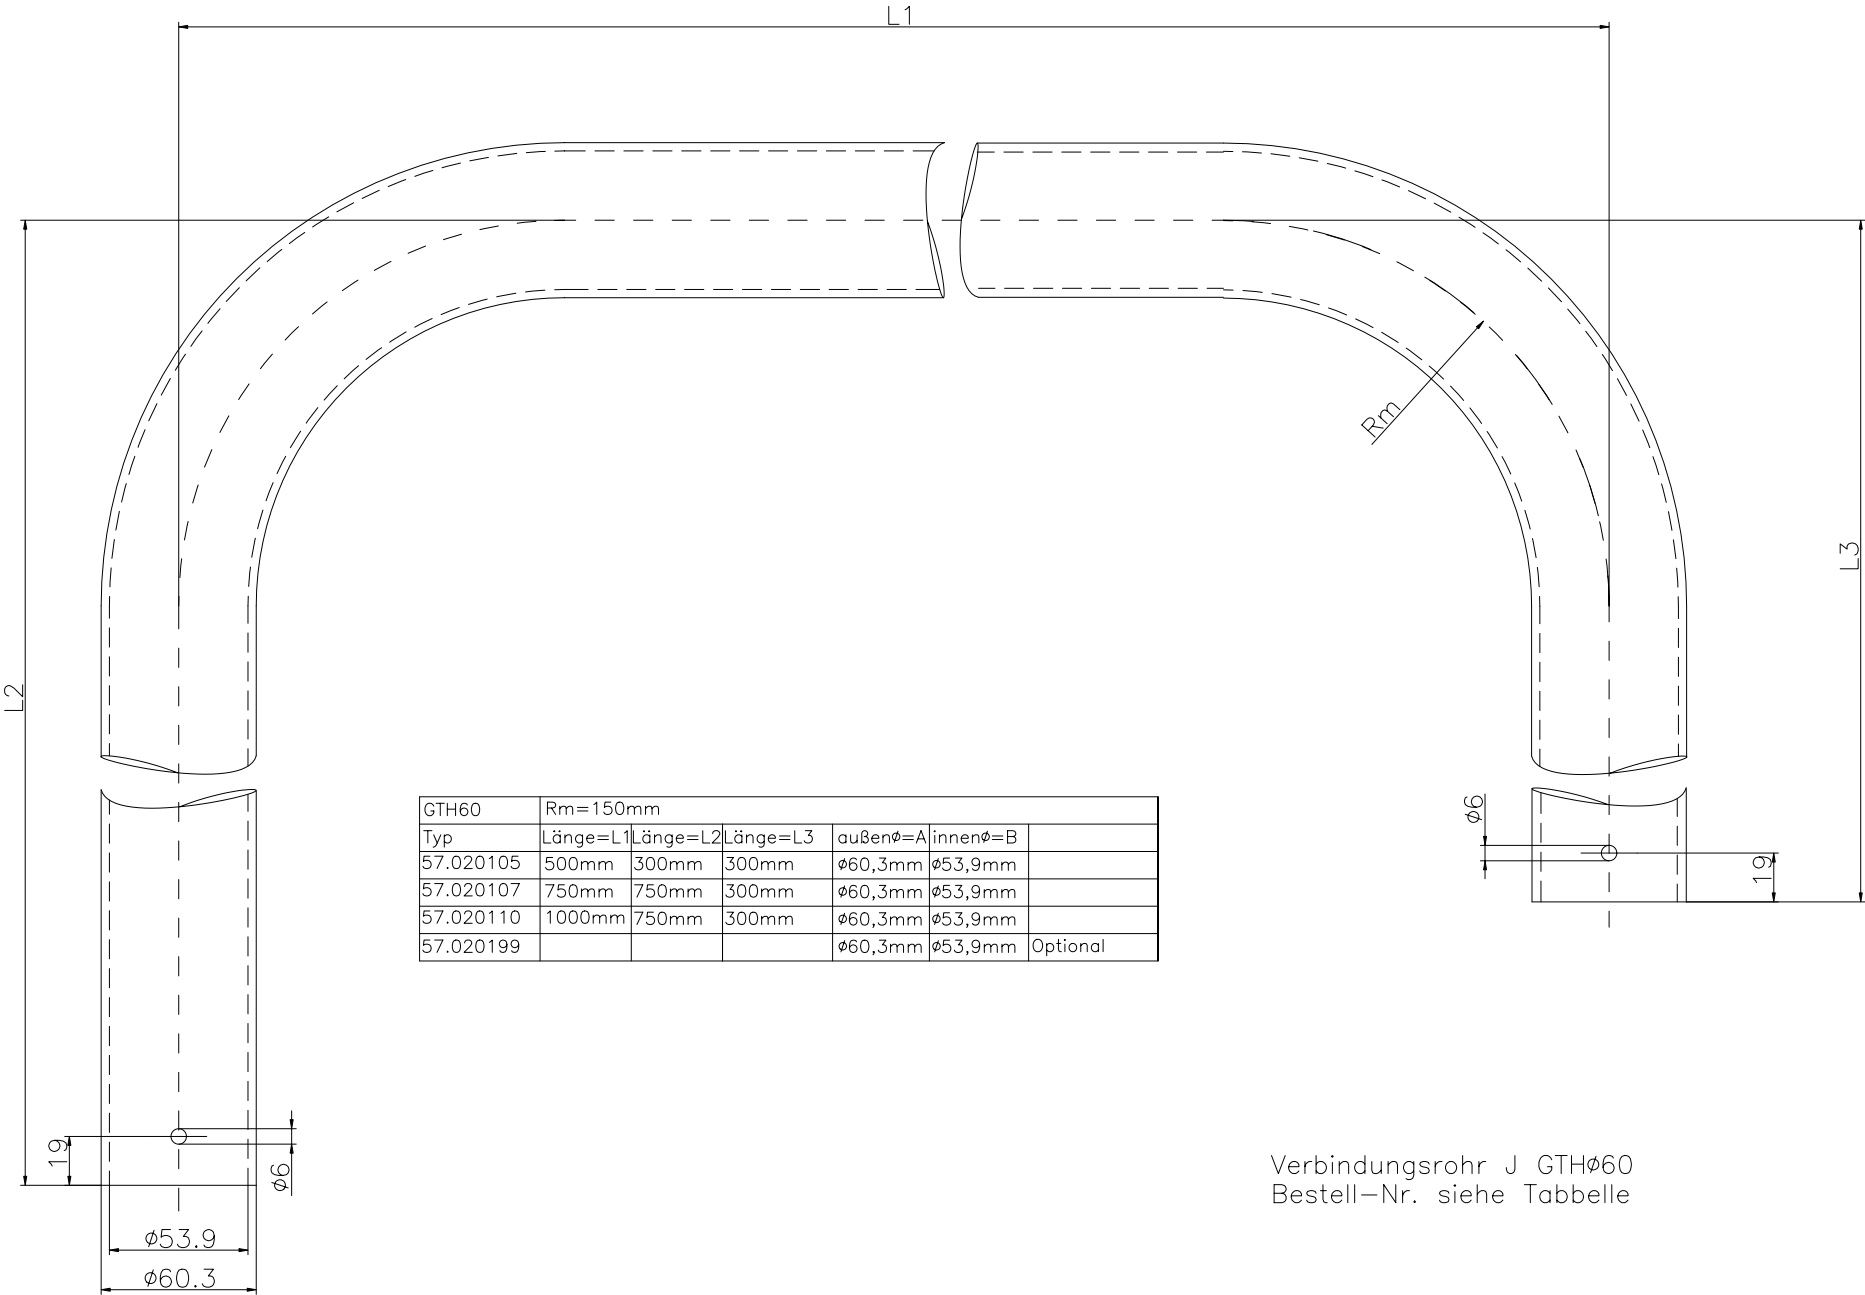 L1
Rm
L3
L2
GTH60 Rm=150mm
Typ Länge=L1 Länge=L2 Länge=L3 außenø=A innenø=B
57.020105 500mm 300mm 300mm ø60,3mm ø53,9mm
57.020107 750mm 750mm 300mm ø60,3mm ø53,9mm
57.020110 1000mm 750mm 300mm ø60,3mm ø53,9mm
57.020199 ø60,3mm ø53,9mm Optional
ø6
19
19
ø6
Verbindungsrohr J GTHø60
Bestell-Nr. siehe Tabbelle
ø53.9
ø60.3